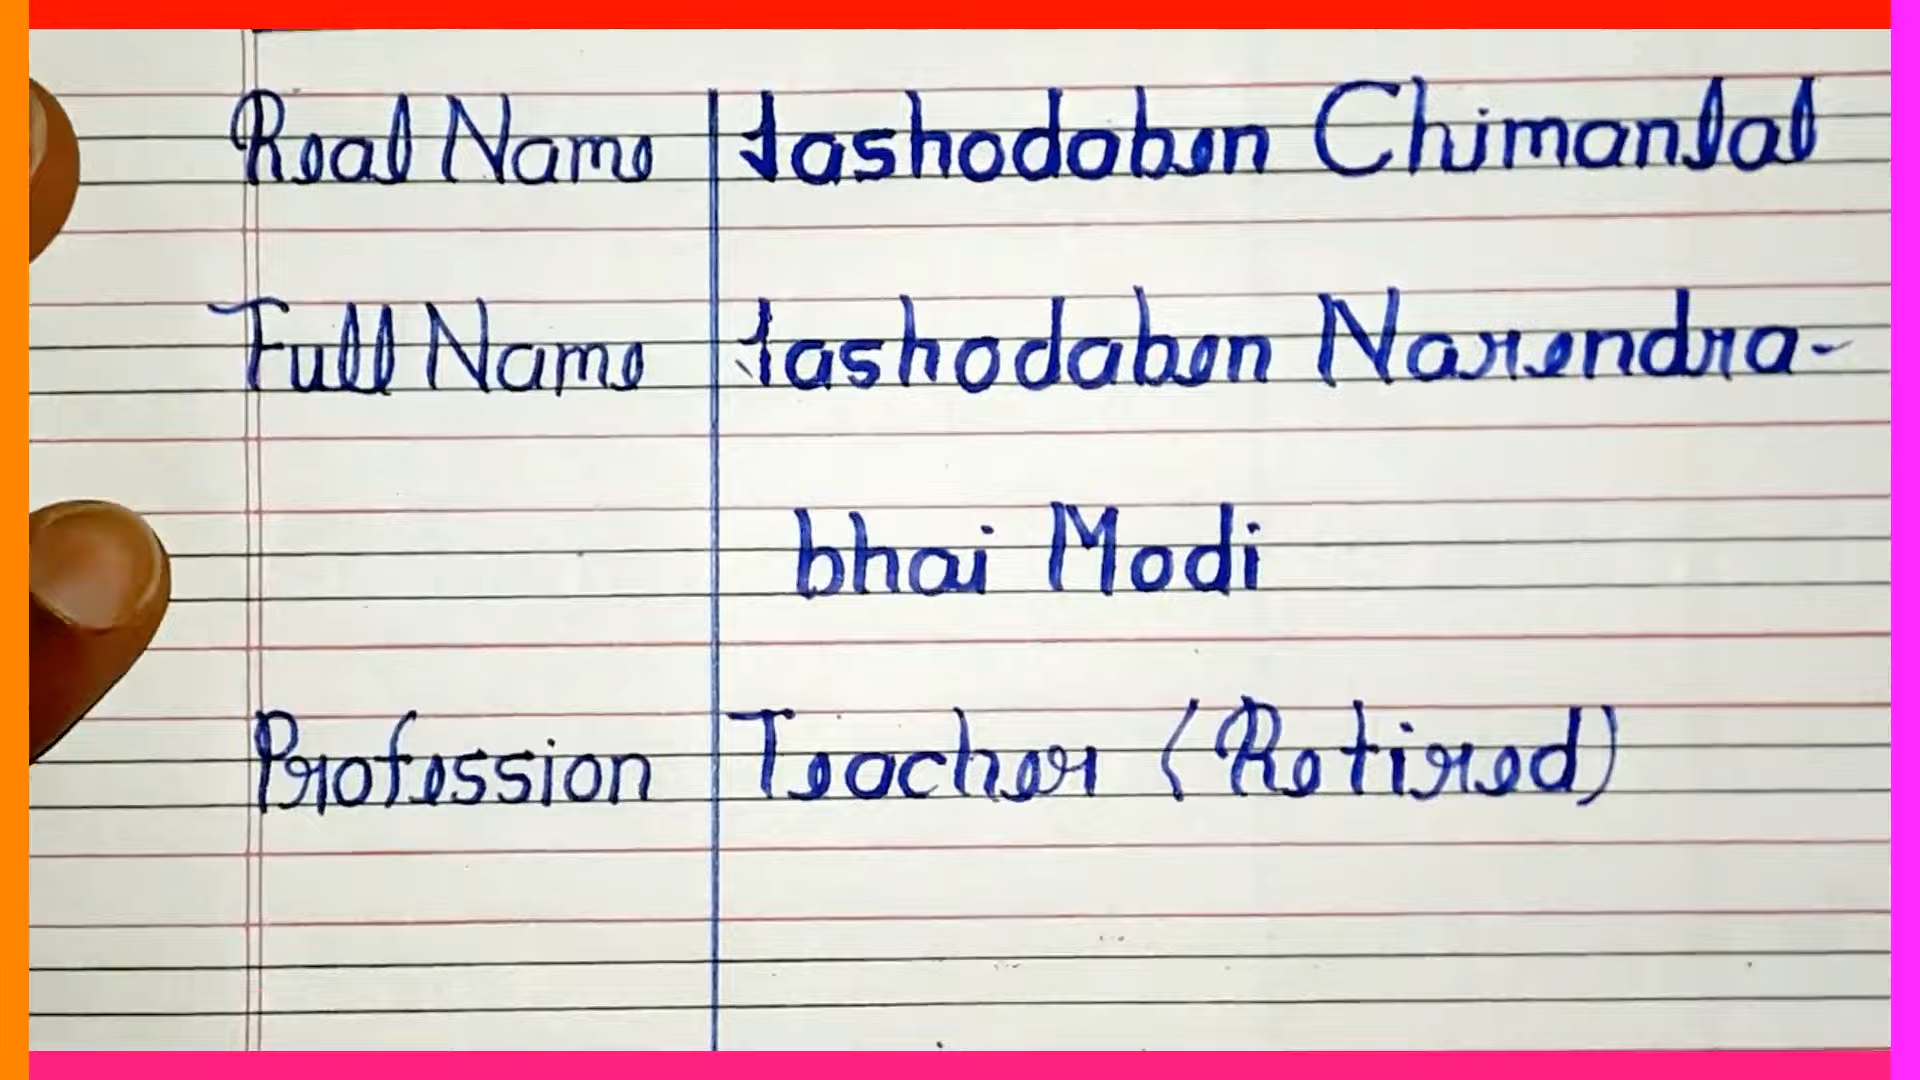 Real Name Jashodaben Chimanlal
Full Name Jashodaben Narendra-
bhai Modi
Profession Teacher (Retired)